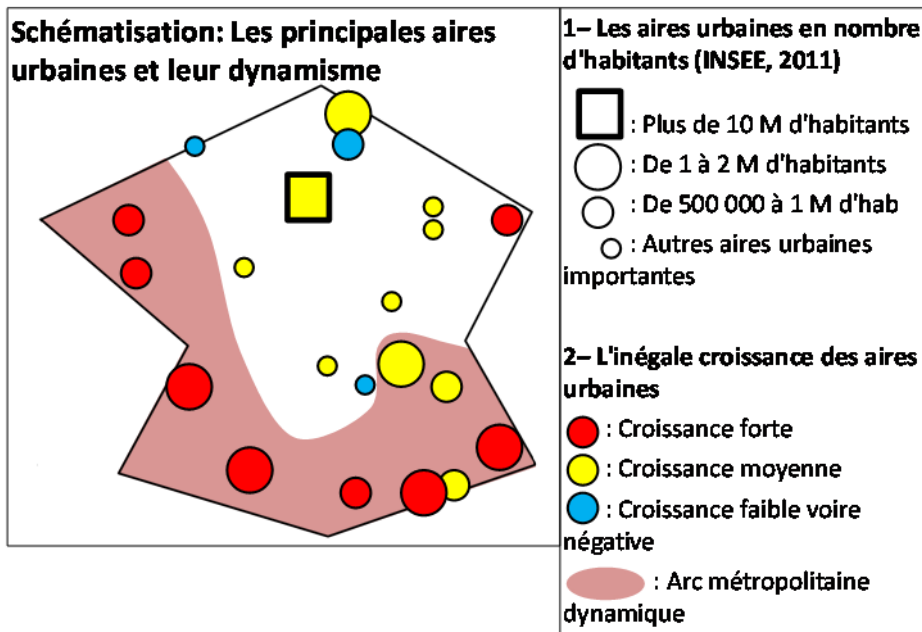 Schématisation: Les principales aires
urbaines et leur dynamisme
1– Les aires urbaines en nombre
d'habitants (INSEE, 2011)
: Plus de 10 M d'habitants
: De 1 à 2 M d'habitants
: De 500 000 à 1 M d'hab
: Autres aires urbaines
importantes
2– L'inégale croissance des aires
urbaines
: Croissance forte
: Croissance moyenne
: Croissance faible voire
négative
: Arc métropolitaine
dynamique